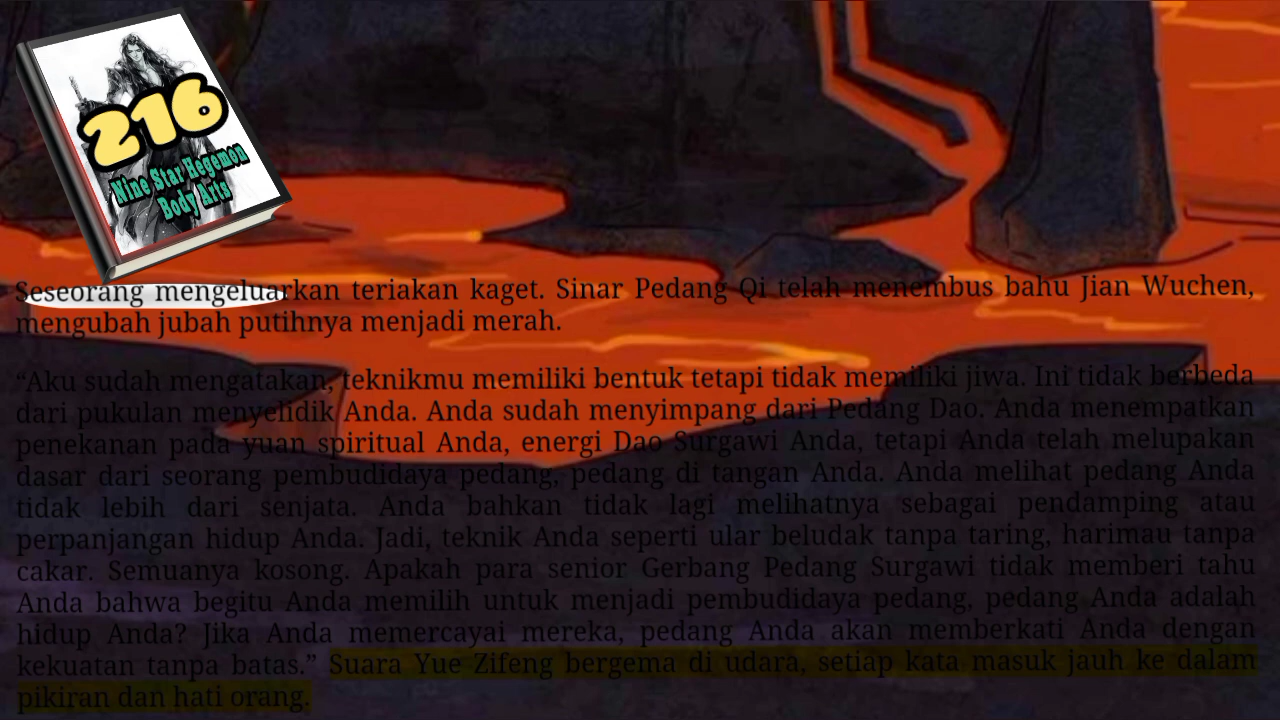 216
Nine Star Hegemon
Body Arts
Seseorang mengeluarkan teriakan kaget. Sinar Pedang Qi telah menembus bahu Jian Wuchen,
mengubah jubah putihnya menjadi merah.
“Aku sudah mengatakan, teknikmu memiliki bentuk tetapi tidak memiliki jiwa. Ini tidak berbeda
dari pukulan menyelidik Anda. Anda sudah menyimpang dari Pedang Dao. Anda menempatkan
penekanan pada yuan spiritual Anda, energi Dao Surgawi Anda, tetapi Anda telah melupakan
dasar dari seorang pembudidaya pedang, pedang di tangan Anda. Anda melihat pedang Anda
tidak lebih dari senjata. Anda bahkan tidak lagi melihatnya sebagai pendamping atau
perpanjangan hidup Anda. Jadi, teknik Anda seperti ular beludak tanpa taring, harimau tanpa
cakar. Semuanya kosong. Apakah para senior Gerbang Pedang Surgawi tidak memberi tahu
Anda bahwa begitu Anda memilih untuk menjadi pembudidaya pedang, pedang Anda adalah
hidup Anda? Jika Anda memercayai mereka, pedang Anda akan memberkati Anda dengan
kekuatan tanpa batas.” Suara Yue Zifeng bergema di udara, setiap kata masuk jauh ke dalam
pikiran dan hati orang.